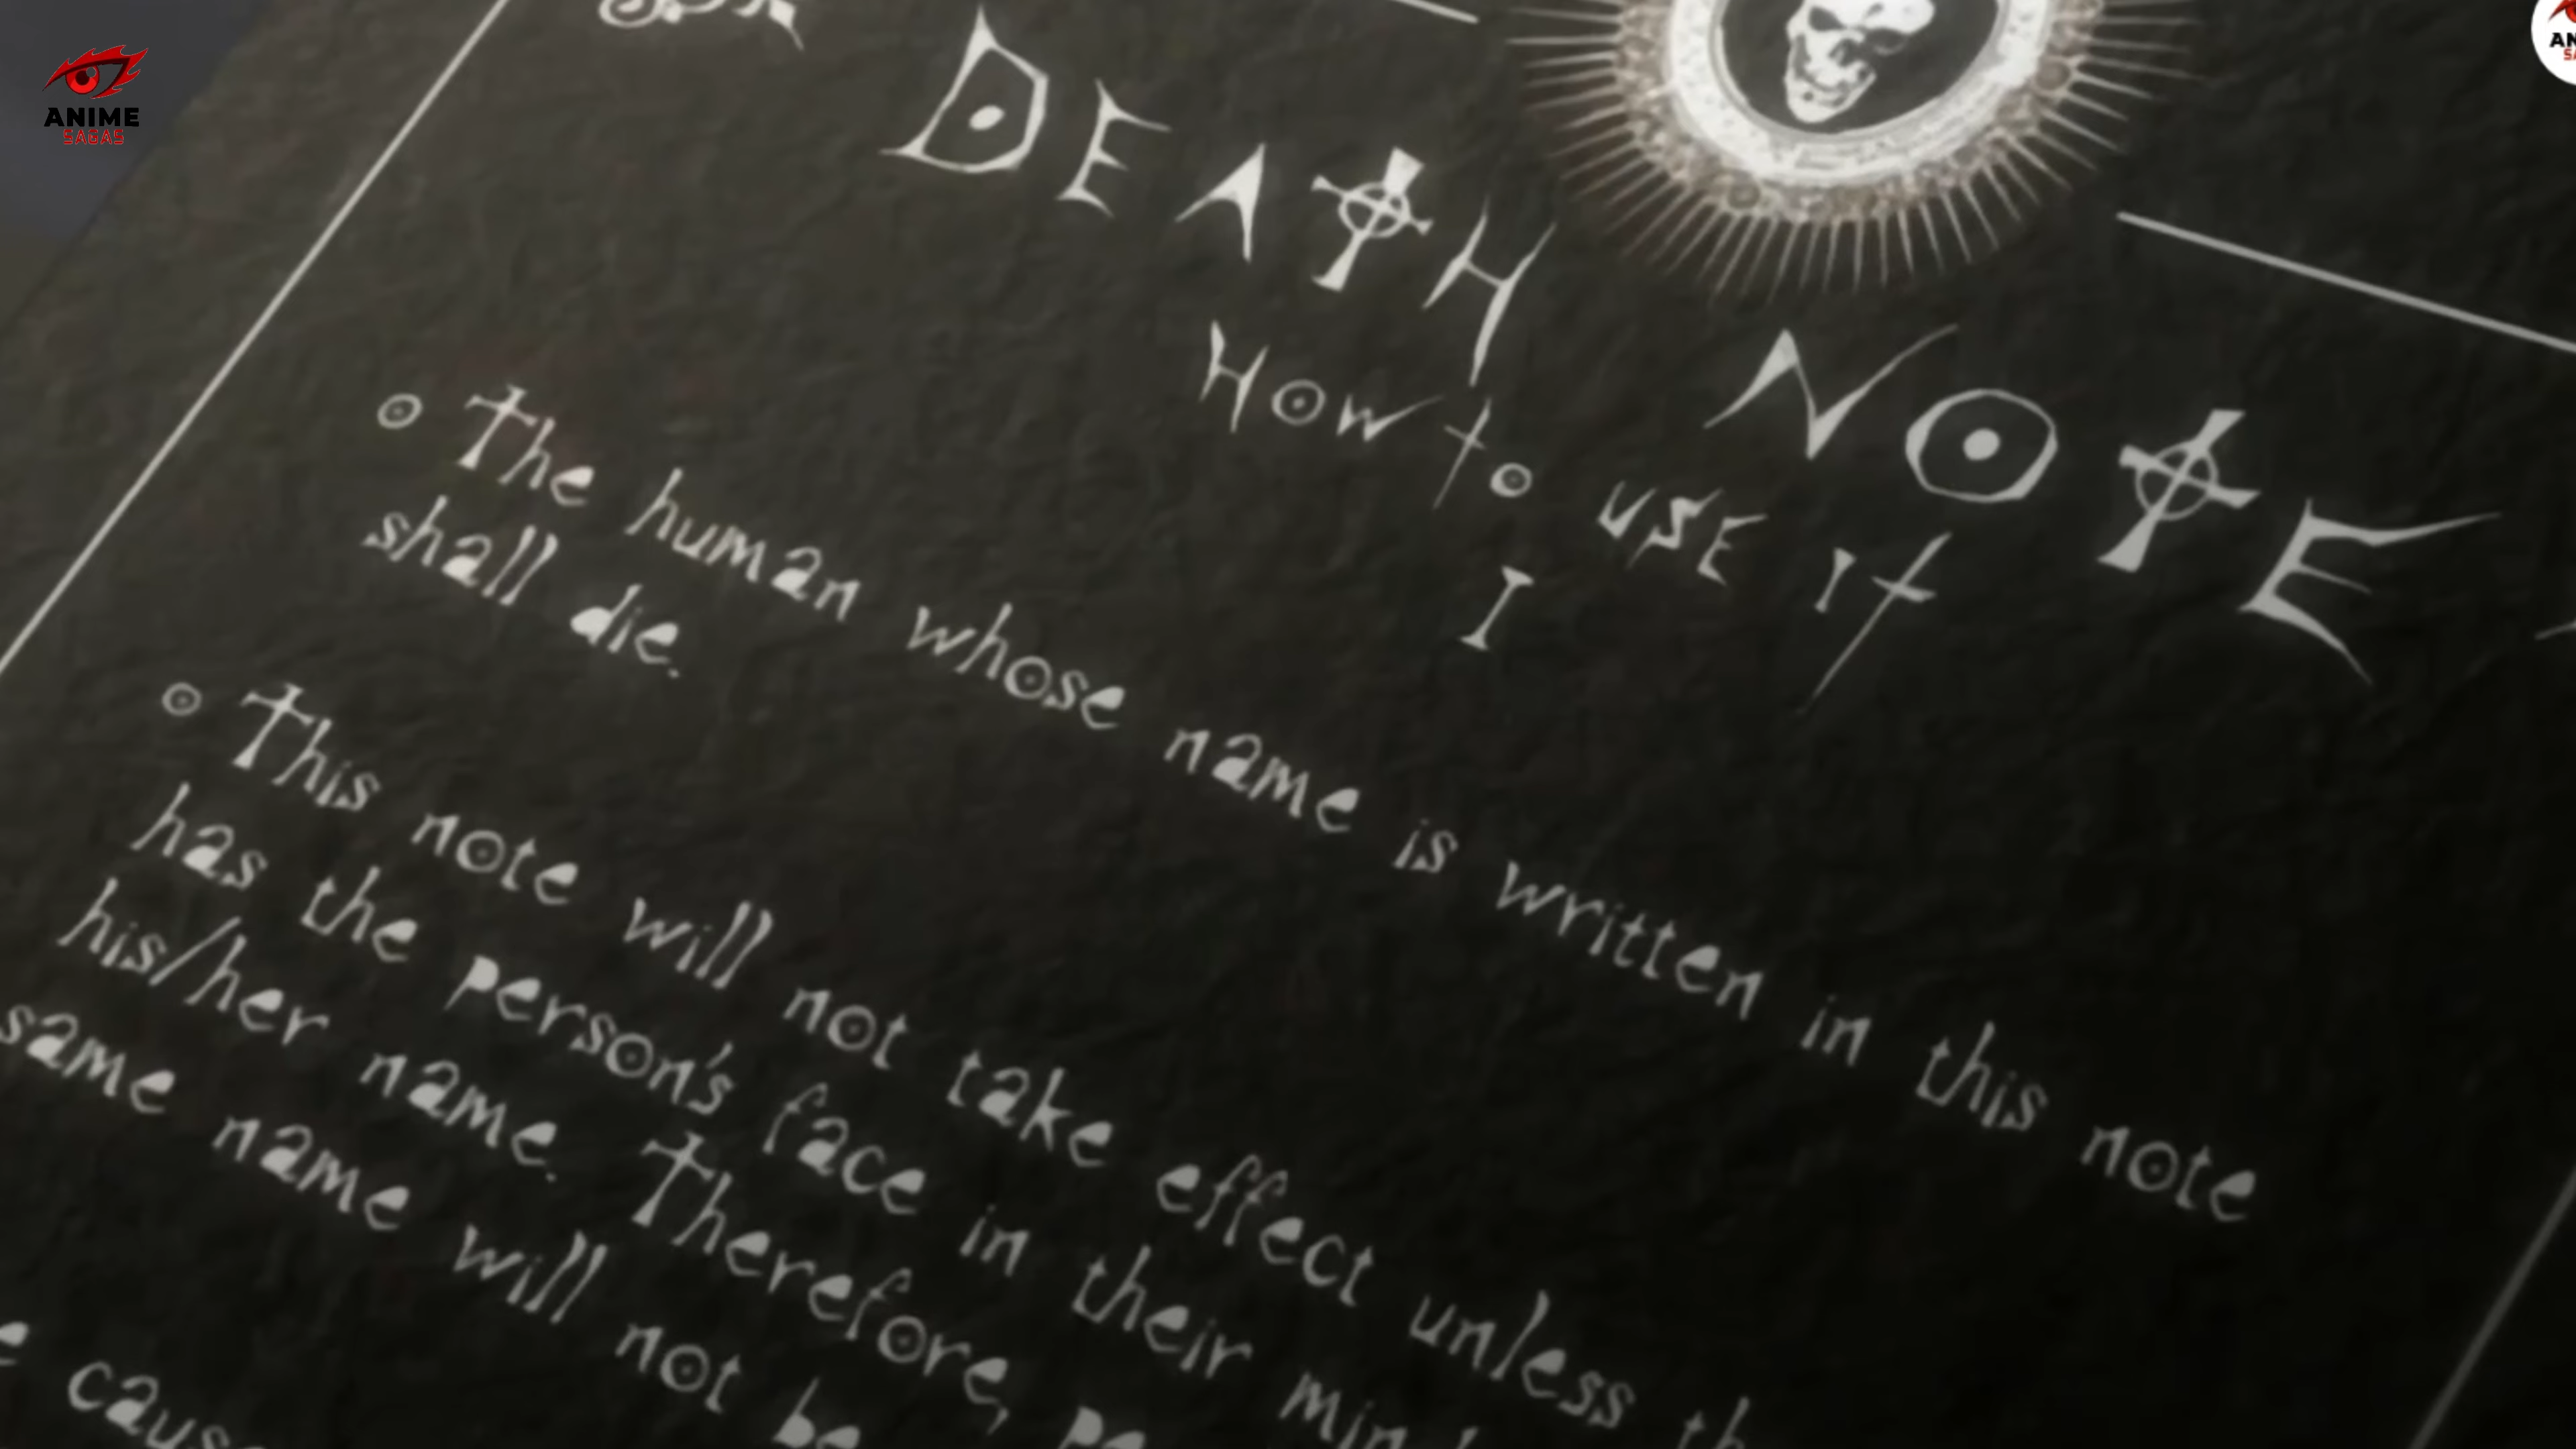 ANIME
SAGAS
DEATH NOTE
How to USE It
I
The human whose name is written in this note
shall die.
This note will not take effect unless
has the person's face in their
his/her name. Therefore,
same name will not be